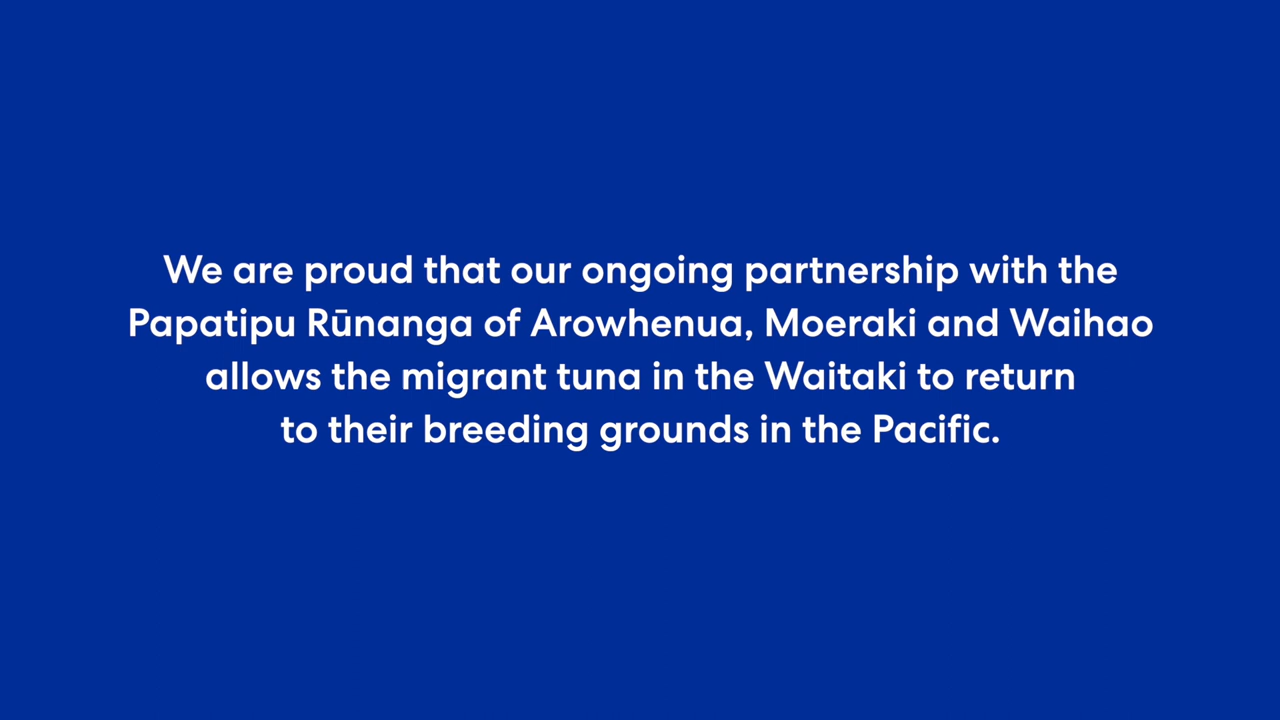 We are proud that our ongoing partnership with the
Papatipu Rūnanga of Arowhenua, Moeraki and Waihao
allows the migrant tuna in the Waitaki to return
to their breeding grounds in the Pacific.